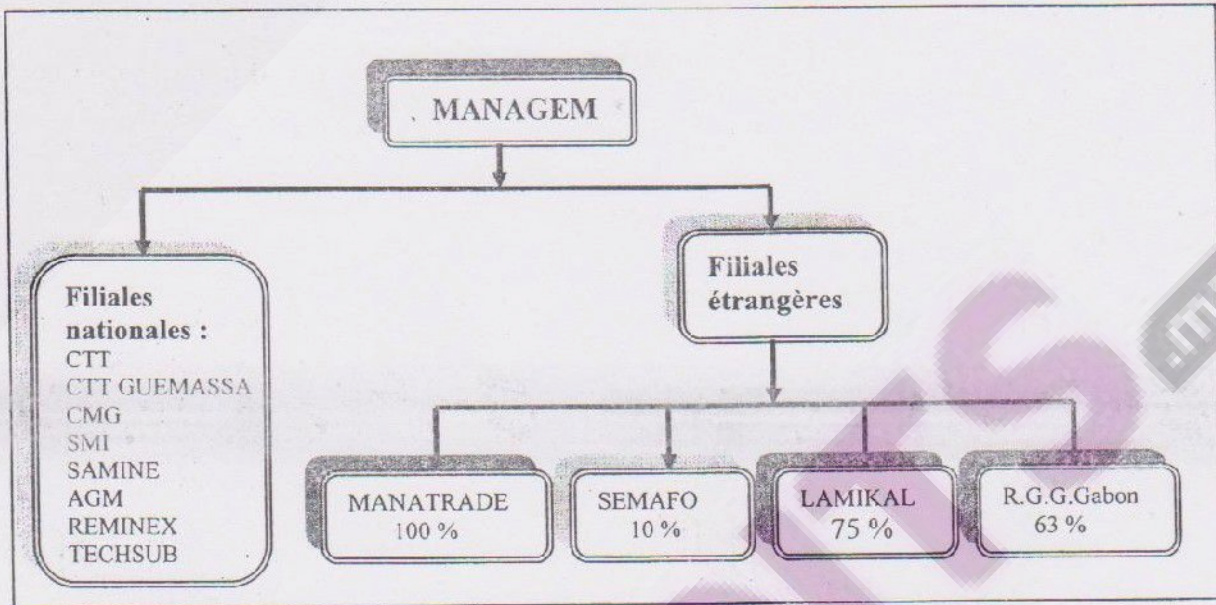 . MANAGEM
Filiales
nationales :
CTT
CTT GUEMASSA
CMG
SMI
SAMINE
AGM
REMINEX
TECHSUB
Filiales
étrangères
MANATRADE
100 %
SEMAFO
10 %
LAMIKAL
75 %
R.G.G.Gabon
63 %